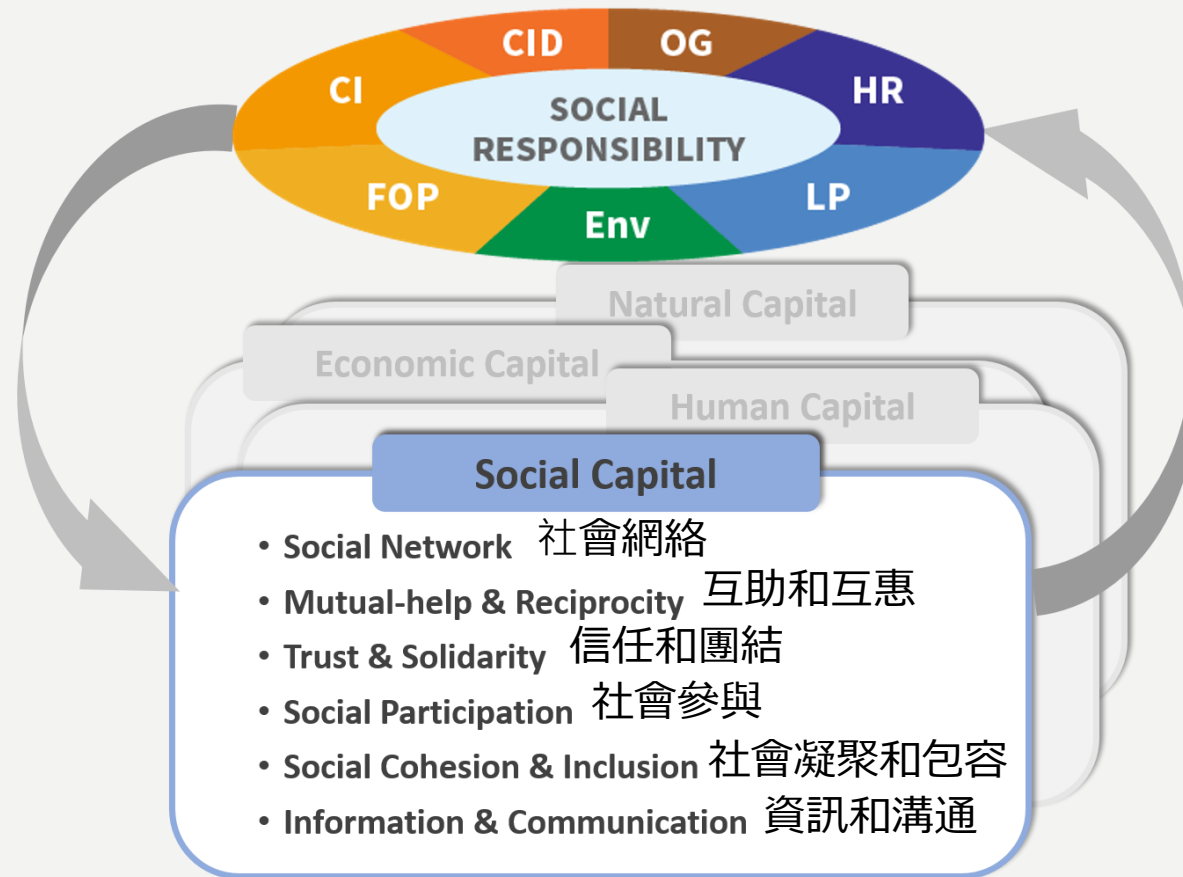 CID
OG
CI
HR
SOCIAL
RESPONSIBILITY
FOP
LP
Env
Natural Capital
Economic Capital
Human Capital
Social Capital
• Social Network 社會網絡
• Mutual-help & Reciprocity 互助和互惠
• Trust & Solidarity 信任和團結
• Social Participation 社會參與
• Social Cohesion & Inclusion 社會凝聚和包容
• Information & Communication 資訊和溝通